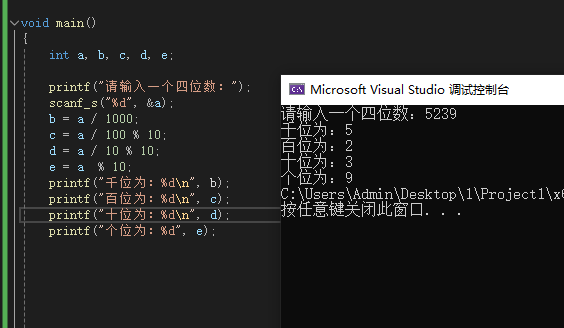 void main()
{
int a, b, c, d, e;
printf("请输入一个四位数：");
scanf_s("%d", &a);
b = a / 1000;
c = a / 100 % 10;
d = a / 10 % 10;
e = a  % 10;
printf("千位为：%d\n", b);
printf("百位为：%d\n", c);
printf("十位为：%d\n", d);
printf("个位为：%d", e);
Microsoft Visual Studio 调试控制台
请输入一个四位数：5239
千位为：5
百位为：2
十位为：3
个位为：9
C:\Users\Admin\Desktop\1\Project1\x6
按任意键关闭此窗口. . .